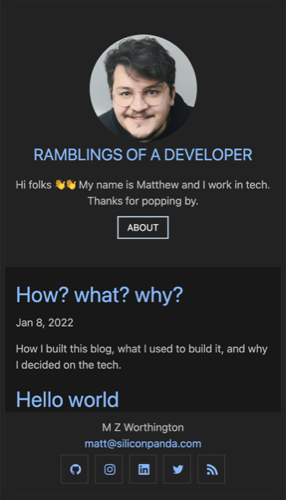 RAMBLINGS OF A DEVELOPER
Hi folks 👋👋 My name is Matthew and I work in tech.
Thanks for popping by.
ABOUT
How? what? why?
Jan 8, 2022
How I built this blog, what I used to build it, and why
I decided on the tech.
Hello world
M Z Worthington
matt@siliconpanda.com